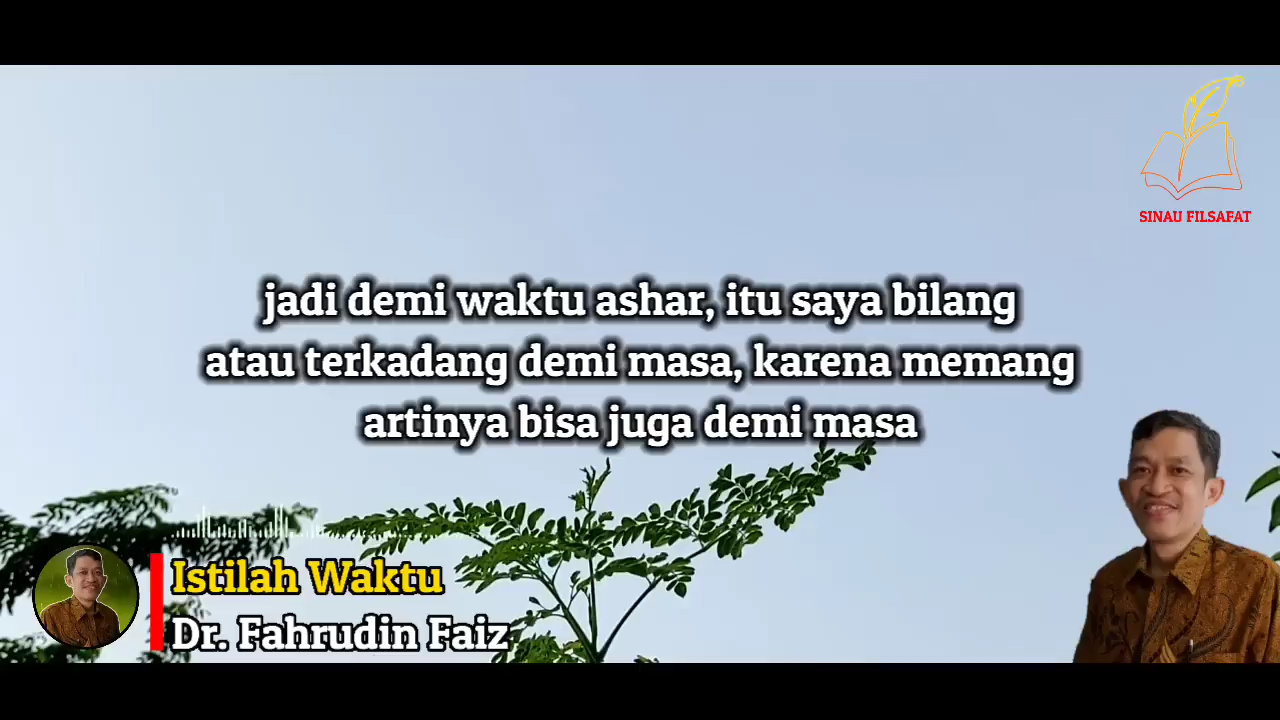 SINAU FILSAFAT
jadi demi waktu ashar, itu saya bilang
atau terkadang demi masa, karena memang
artinya bisa juga demi masa
Istilah Waktu
Dr. Fahrudin Faiz